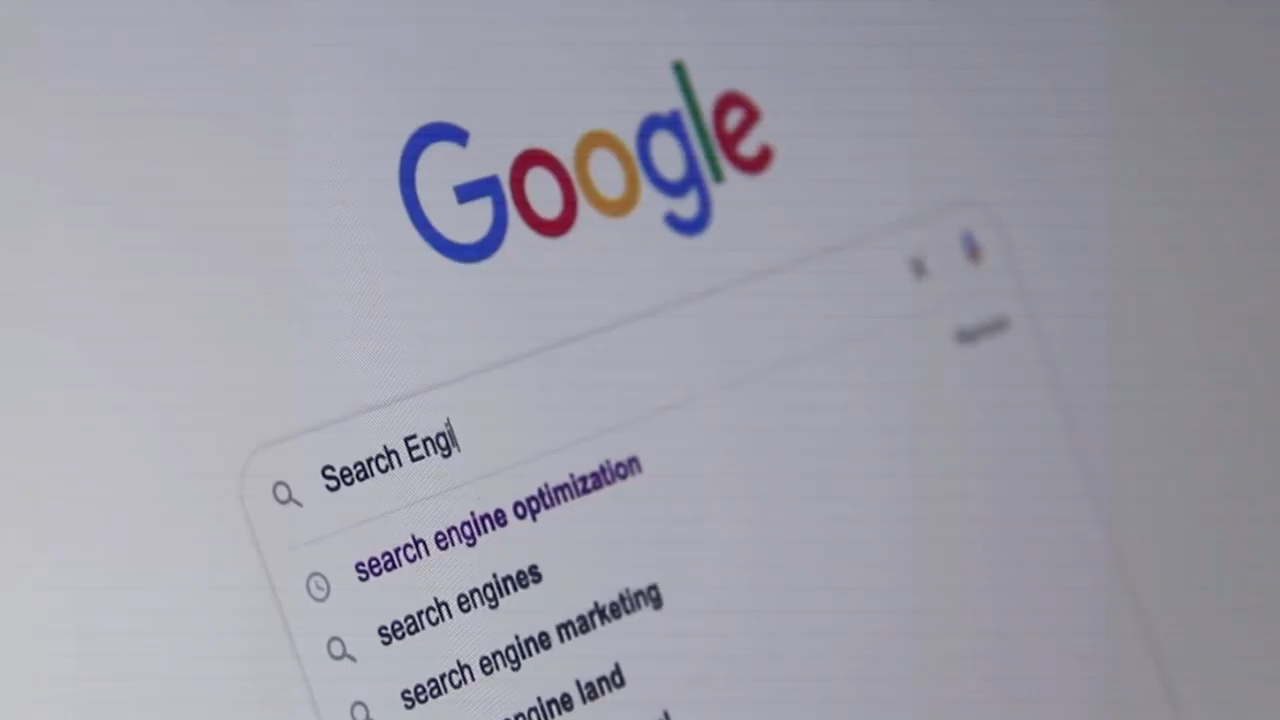 Google
Search Engi
search engine optimization
search engines
search engine marketing
engine land